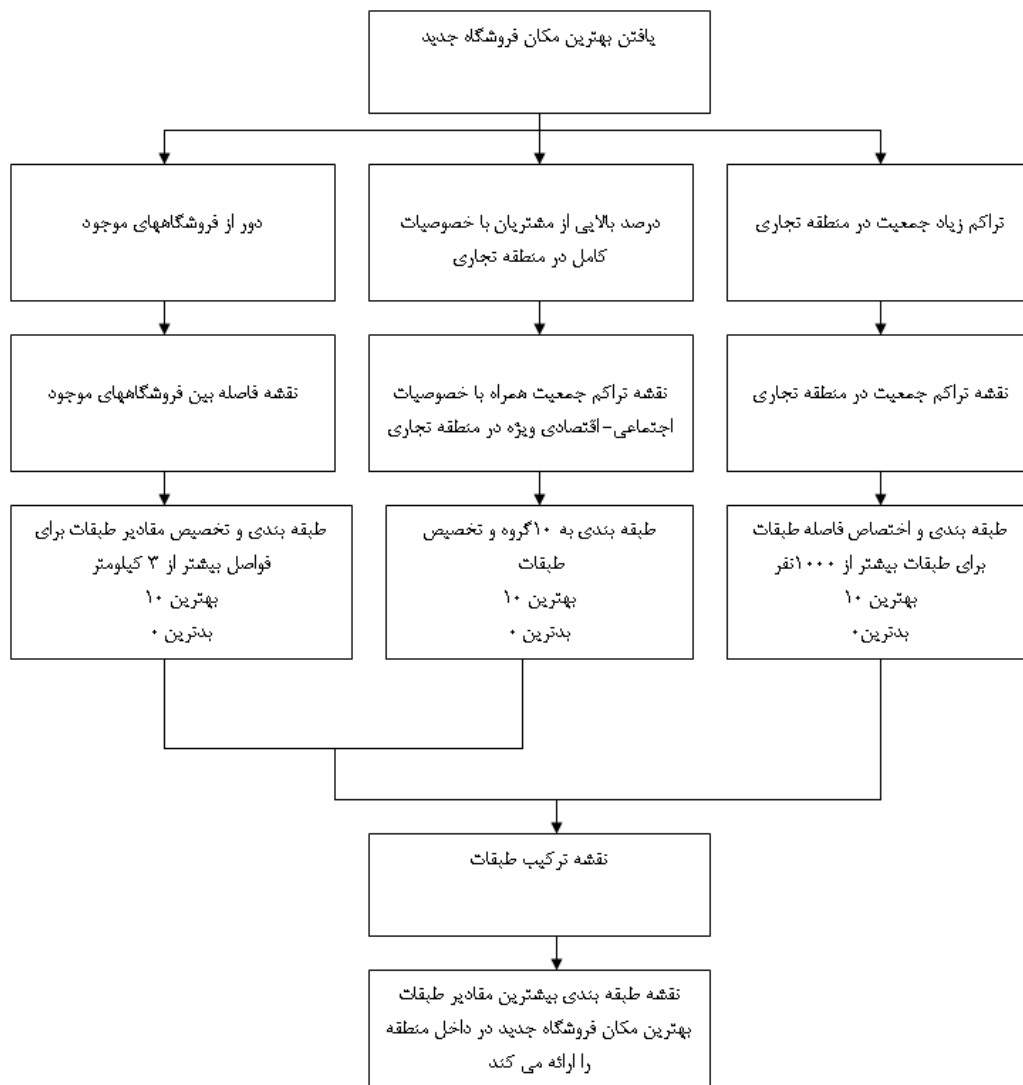 یافتن بهترین مکان فروشگاه جدید
تراکم زیاد جمعیت در منطقه تجاری
درصد بالایی از مشتریان با خصوصیات
کامل در منطقه تجاری
دور از فروشگاههای موجود
نقشه تراکم جمعیت در منطقه تجاری
نقشه تراکم جمعیت همراه با خصوصیات
اجتماعی-اقتصادی ویژه در منطقه تجاری
نقشه فاصله بین فروشگاههای موجود
طبقه بندی و اختصاص فاصله طبقات
برای طبقات بیشتر از ۱۰۰۰نفر
بهترین ۱۰
بدترین۰
طبقه بندی به ۱۰گروه و تخصیص
طبقات
بهترین ۱۰
بدترین ۰
طبقه بندی و تخصیص مقادیر طبقات برای
فواصل بیشتر از ۳ کیلومتر
بهترین ۱۰
بدترین ۰
نقشه ترکیب طبقات
نقشه طبقه بندی بیشترین مقادیر طبقات
بهترین مکان فروشگاه جدید در داخل منطقه
را ارائه می کند